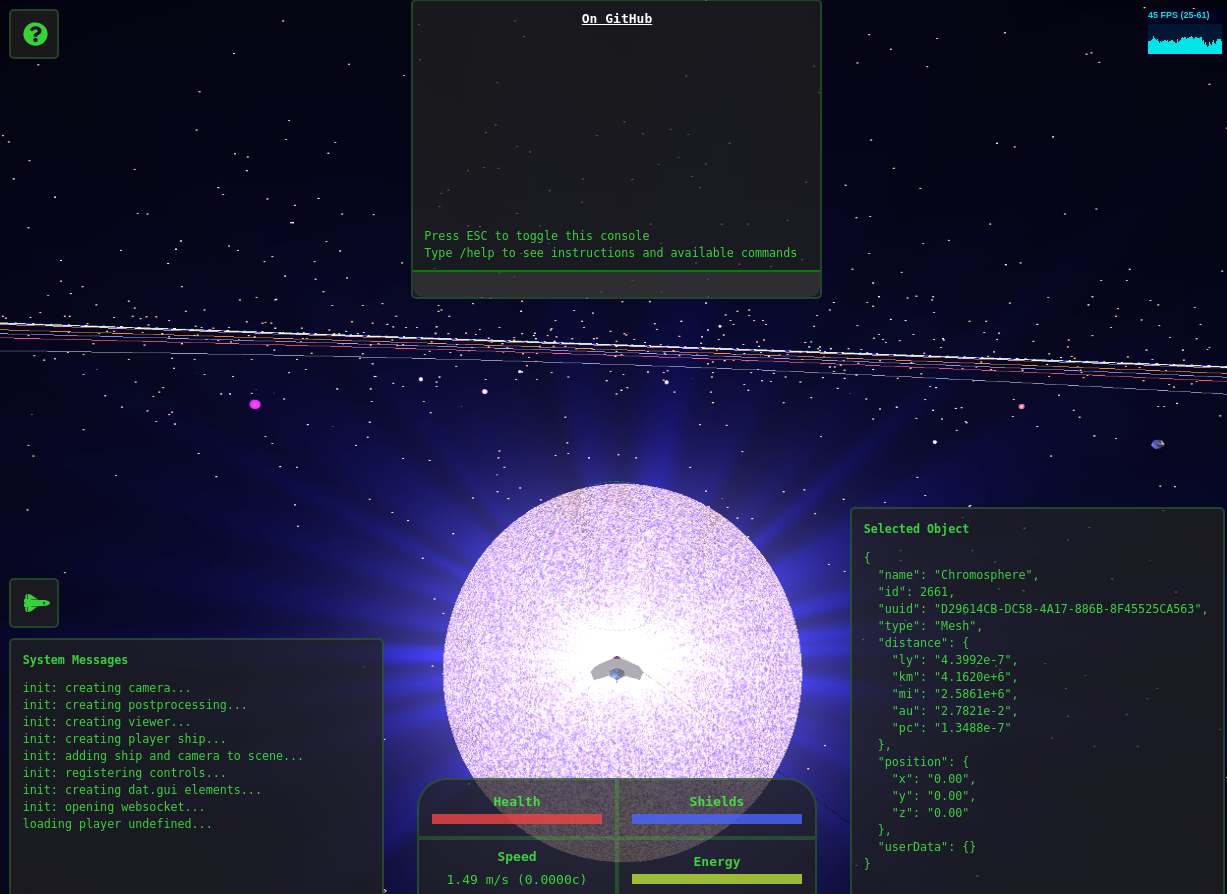 On GitHub
45 FPS (25-61)
Press ESC to toggle this console
Type /help to see instructions and available commands
System Messages
init: creating camera...
init: creating postprocessing...
init: creating viewer...
init: creating player ship...
init: adding ship and camera to scene...
init: registering controls...
init: creating dat.gui elements...
init: opening websocket...
loading player undefined...
Health
Shields
Speed
1.49 m/s (0.0000c)
Energy
Selected Object
{
"name": "Chromosphere",
"id": 2661,
"uuid": "D29614CB-DC58-4A17-886B-8F45525CA563",
"type": "Mesh",
"distance": {
"ly": "4.3992e-7",
"km": "4.1620e+6",
"mi": "2.5861e+6",
"au": "2.7821e-2",
"pc": "1.3488e-7"
},
"position": {
"x": "0.00",
"y": "0.00",
"z": "0.00"
},
"userData": {}
}